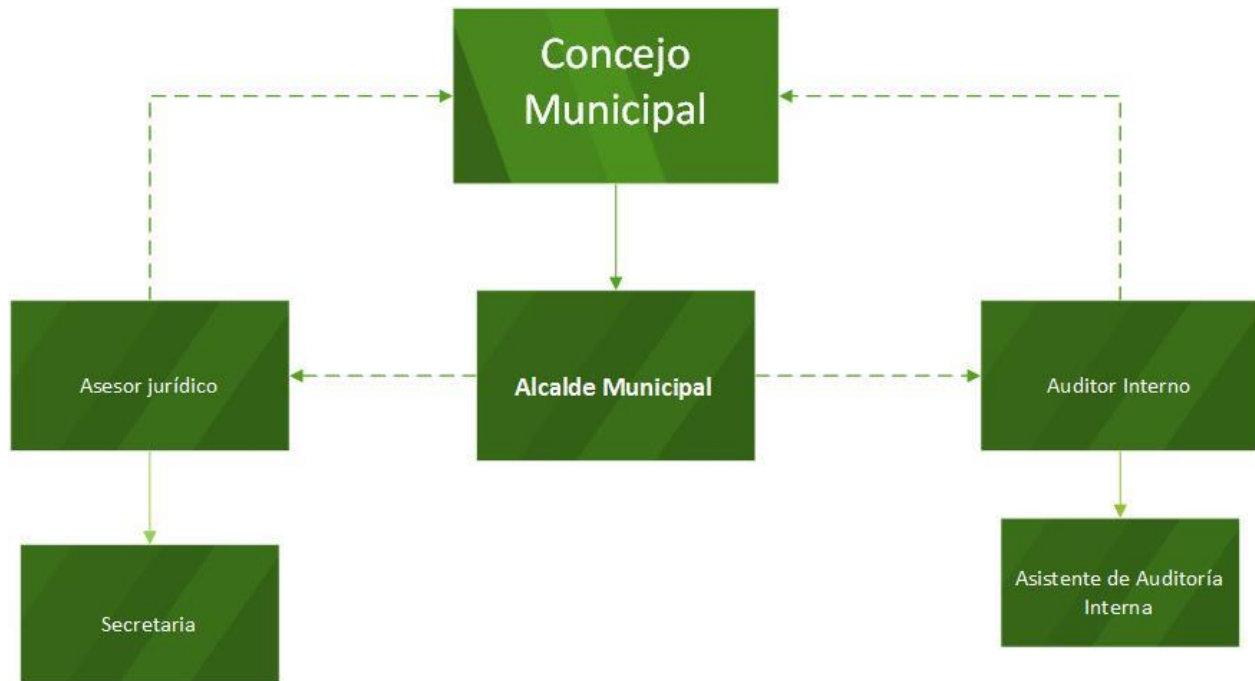 Concejo
Municipal
Asesor jurídico
Alcalde Municipal
Auditor Interno
Secretaria
Asistente de Auditoría
Interna